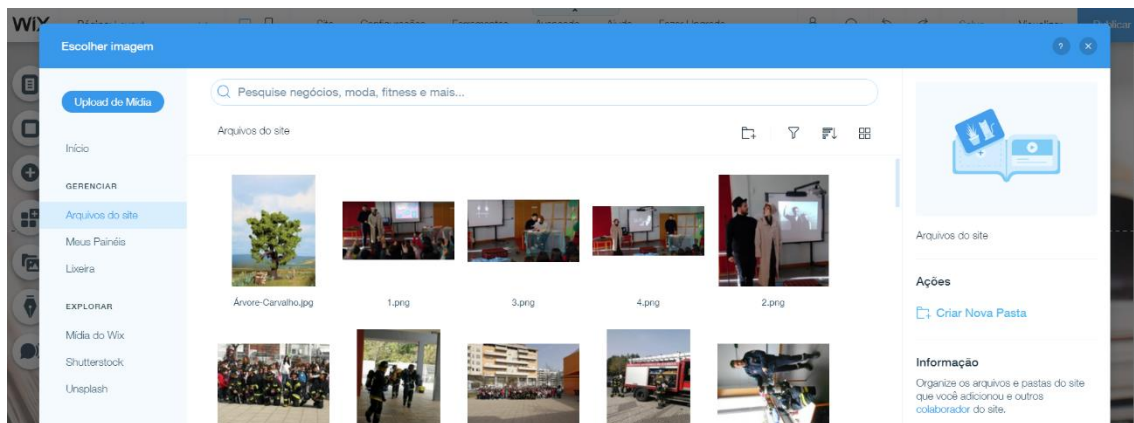 WiX
Publicar
Escolher imagem
?
Upload de Mídia
Pesquise negócios, moda, fitness e mais...
Arquivos do site
Início
GERENCIAR
Arquivos do site
Meus Painéis
Lixeira
EXPLORAR
Mídia do Wix
Shutterstock
Unsplash
Árvore-Carvalho.jpg
1.png
3.png
4.png
2.png
Arquivos do site
Ações
Criar Nova Pasta
Informação
Organize os arquivos e pastas do site
que você adicionou e outros
colaborador do site.